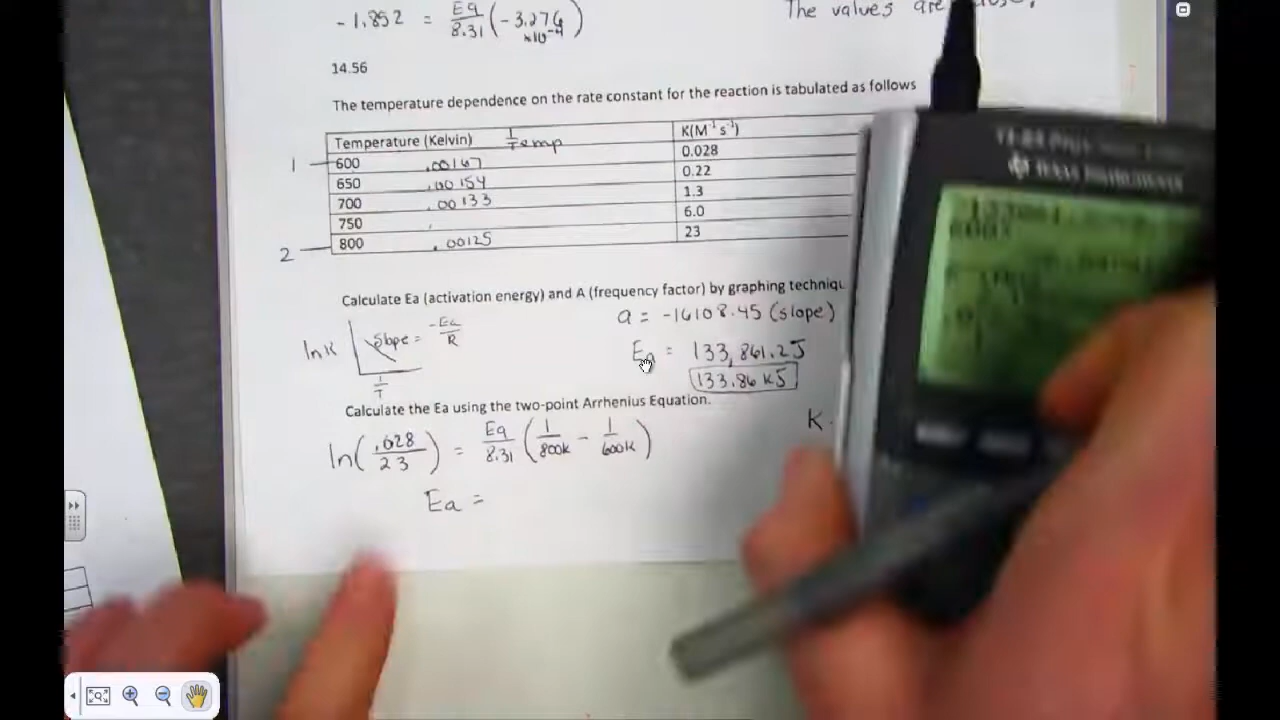 -1.852 = Ea/8.31 (-3.276 x10⁻⁴)
The values are
14.56
The temperature dependence on the rate constant for the reaction is tabulated as follows
Temperature (Kelvin) 1/Temp K(M⁻¹ s⁻¹)
1 600 .00167 0.028
650 .00154 0.22
700 .00133 1.3
750 . 6.0
2 800 .00125 23
Calculate Ea (activation energy) and A (frequency factor) by graphing
lnk slope = -Ea/R 1/T
a = -16108.45 (slope)
Ea = 133,861.2J
133.86 kJ
Calculate the Ea using the two-point Arrhenius Equation.
ln(.028/23) = Ea/8.31 (1/800k - 1/600k)
K
Ea =
TEXAS INSTRUMENTS